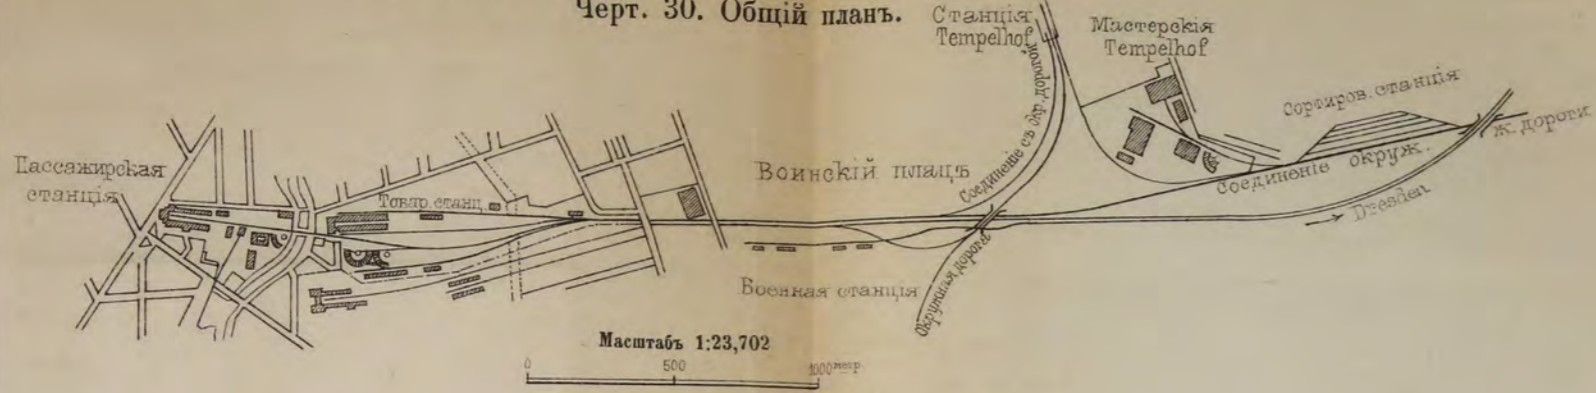 Черт. 30. Общій планъ.
Станція
Tempelhof
Мастерскія
Tempelhof
Сортиров. станція
Пассажирская
станція
Товар. станц.
Воинскій плацъ
Соединеніе съ окр. дорогой
Соединеніе окруж.
ж. дороги
Dresden
Военная станція
Окружная дорога
Масштабъ 1:23,702
0 500 1000 метр.